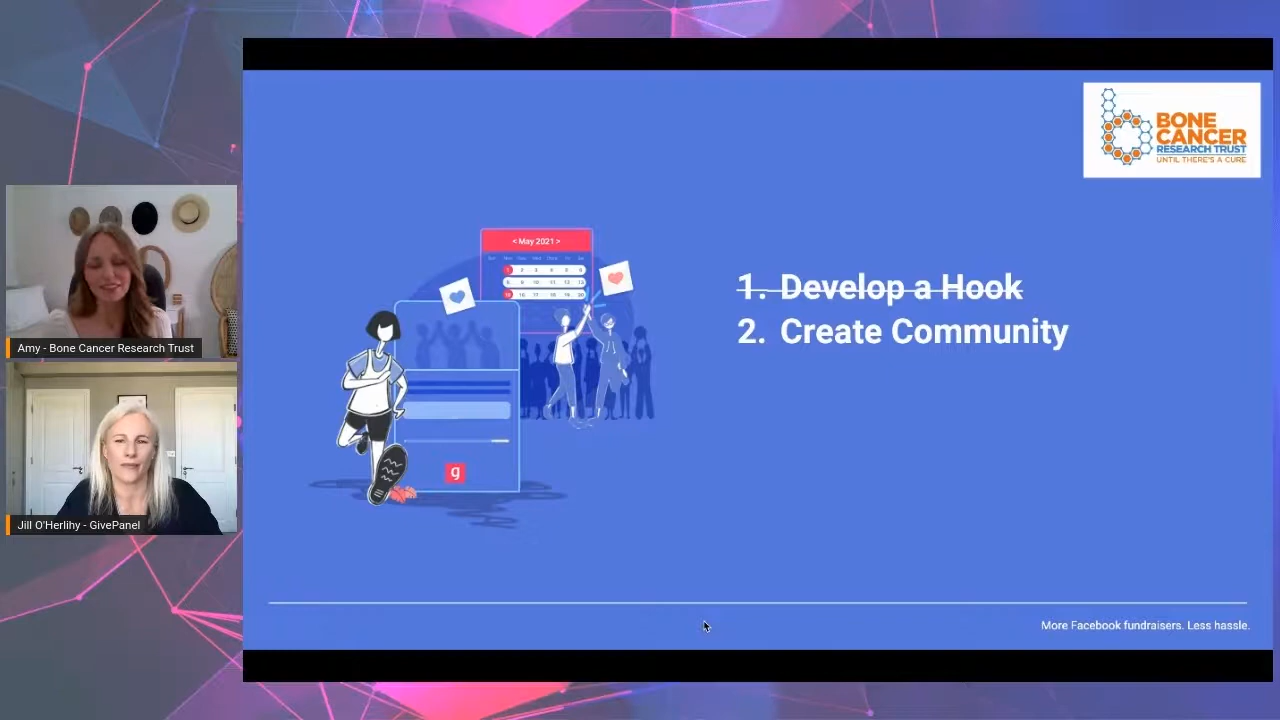 BONE
CANCER
RESEARCH TRUST
UNTIL THERE'S A CURE
< May 2021 >
g
1. Develop a Hook
2. Create Community
Amy - Bone Cancer Research Trust
Jill O'Herlihy - GivePanel
More Facebook fundraisers. Less hassle.